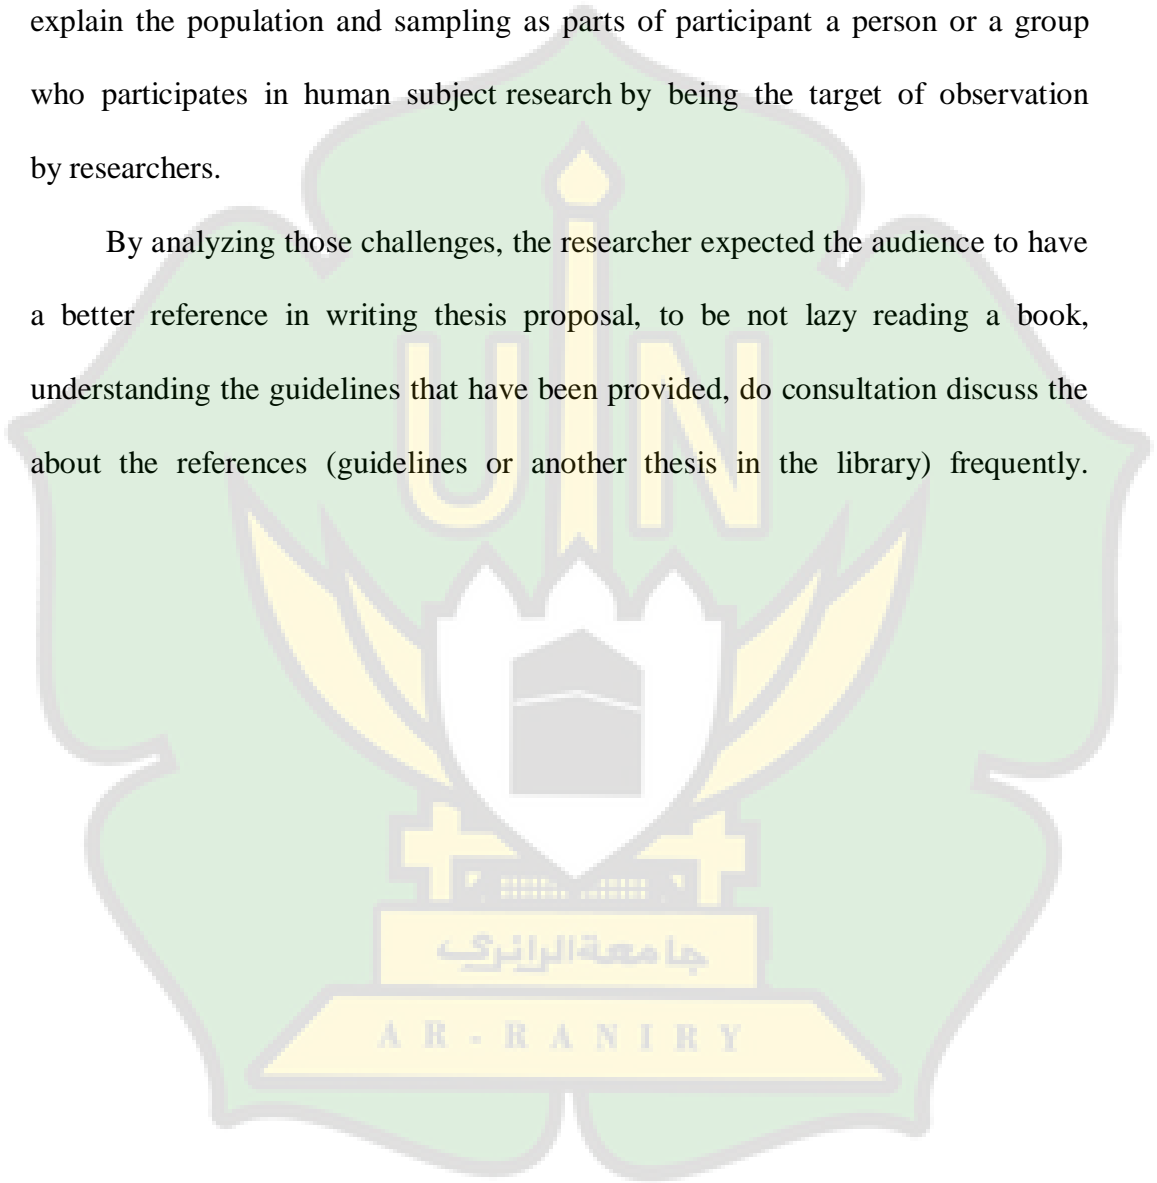 explain the population and sampling as parts of participant a person or a group
who participates in human subject research by being the target of observation
by researchers.
By analyzing those challenges, the researcher expected the audience to have
a better reference in writing thesis proposal, to be not lazy reading a book,
understanding the guidelines that have been provided, do consultation discuss the
about the references (guidelines or another thesis in the library) frequently.
UIN
جامعة الرانري
AR-RANIRY